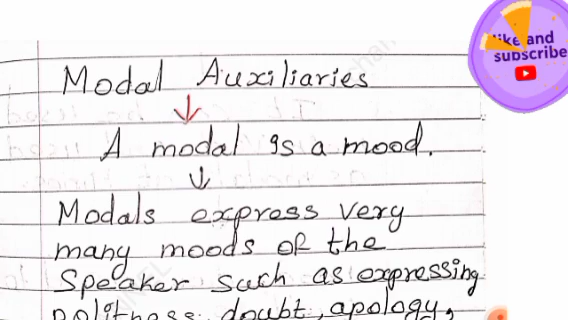 Modal Auxiliaries
A modal is a mood.
Modals express very
many moods of the
Speaker such as expressing
politness, doubt, apology,
like and
subscribe